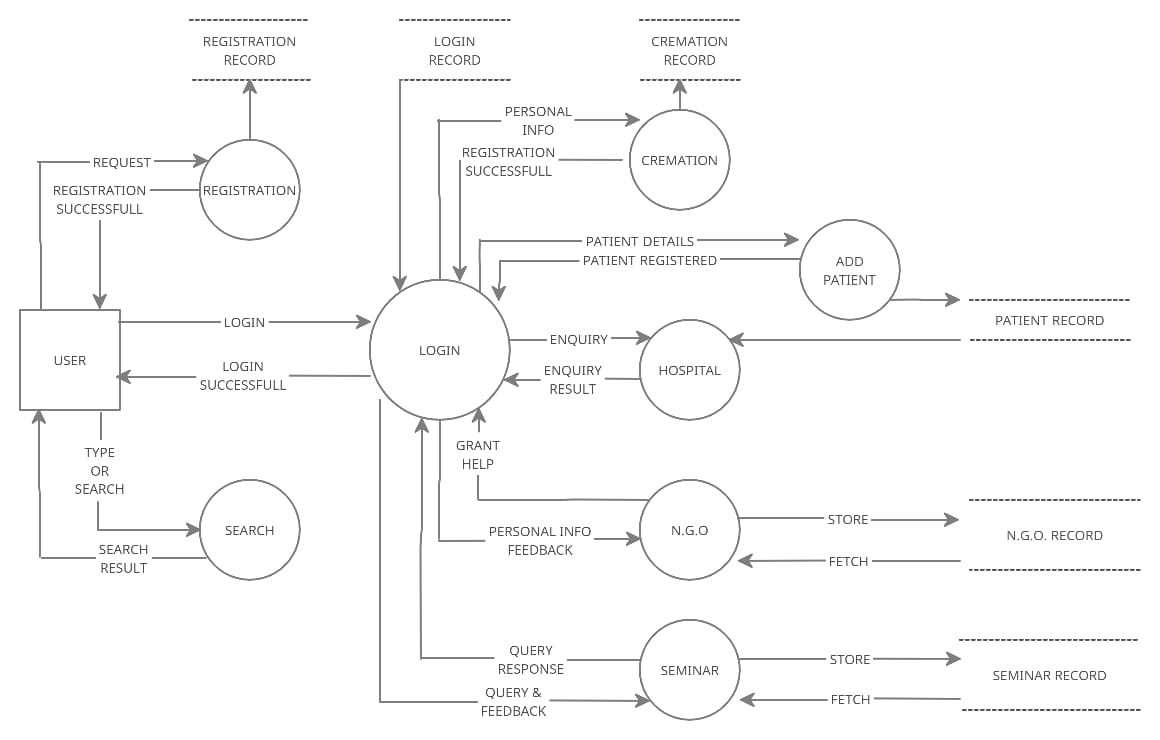 REGISTRATION
RECORD
LOGIN
RECORD
CREMATION
RECORD
PERSONAL
INFO
REQUEST
REGISTRATION
SUCCESSFULL
REGISTRATION
REGISTRATION
SUCCESSFULL
CREMATION
PATIENT DETAILS
PATIENT REGISTERED
ADD
PATIENT
PATIENT RECORD
USER
LOGIN
LOGIN
SUCCESSFULL
LOGIN
ENQUIRY
ENQUIRY
RESULT
HOSPITAL
TYPE
OR
SEARCH
SEARCH
SEARCH
RESULT
GRANT
HELP
PERSONAL INFO
FEEDBACK
N.G.O
STORE
FETCH
N.G.O. RECORD
QUERY
RESPONSE
QUERY &
FEEDBACK
SEMINAR
STORE
FETCH
SEMINAR RECORD